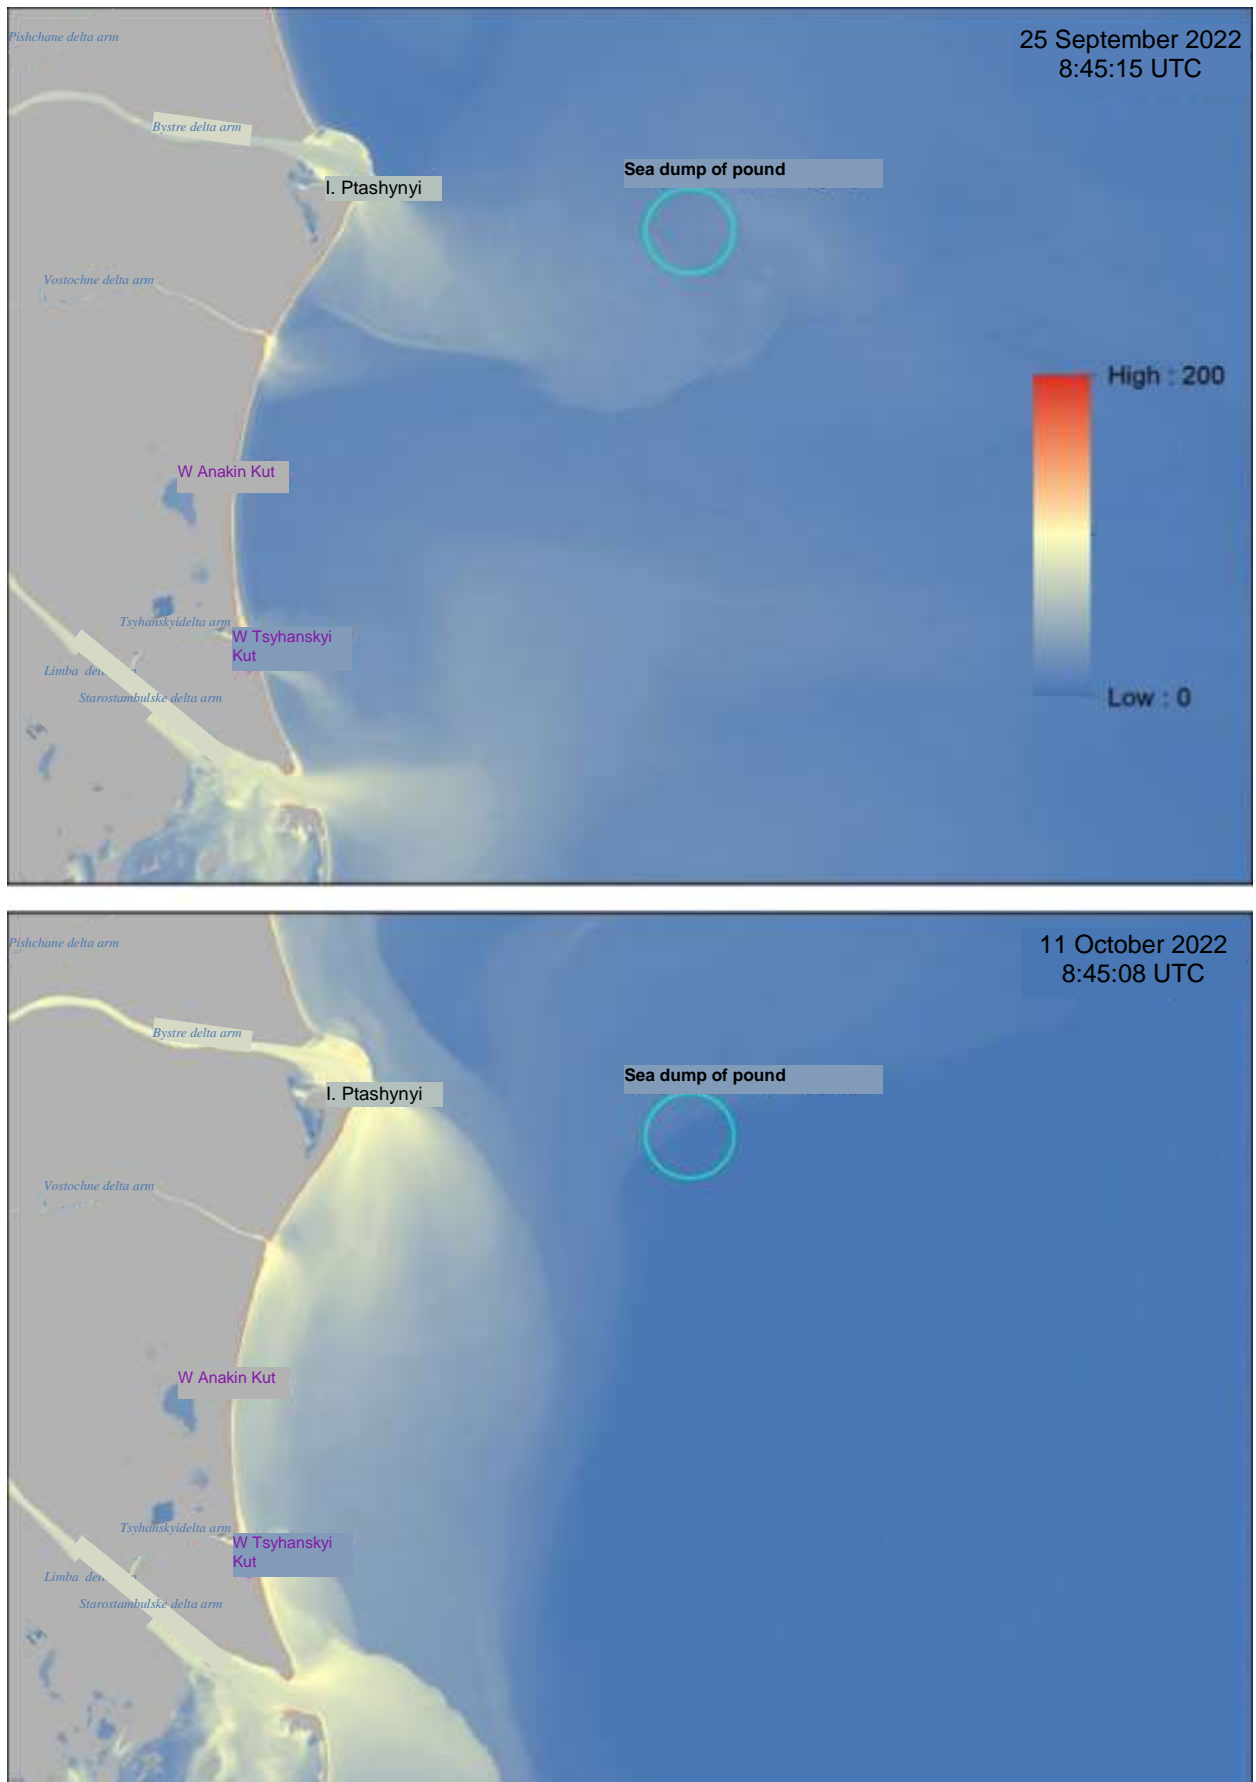 Pishchane delta arm
25 September 2022
8:45:15 UTC
Bystre delta arm
Sea dump of pound
I. Ptashynyi
Vostochne delta arm
High : 200
W Anakin Kut
Tsyhanskyidelta arm
W Tsyhanskyi
Kut
Limba
Starostambulske delta arm
Low : 0
Pishchane delta arm
11 October 2022
8:45:08 UTC
Bystre delta arm
Sea dump of pound
I. Ptashynyi
Vostochne delta arm
W Anakin Kut
Tsyhanskyidelta arm
W Tsyhanskyi
Kut
Limba
Starostambulske delta arm